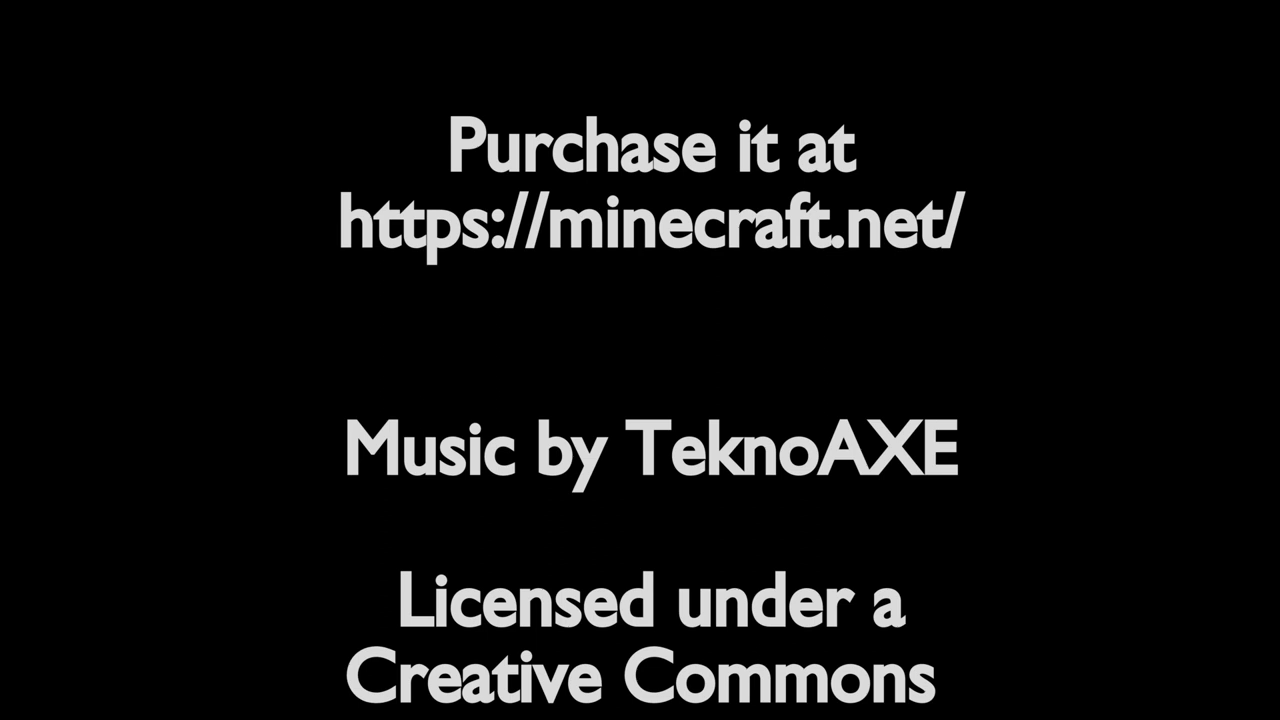 Purchase it at
https://minecraft.net/
Music by TeknoAXE
Licensed under a
Creative Commons